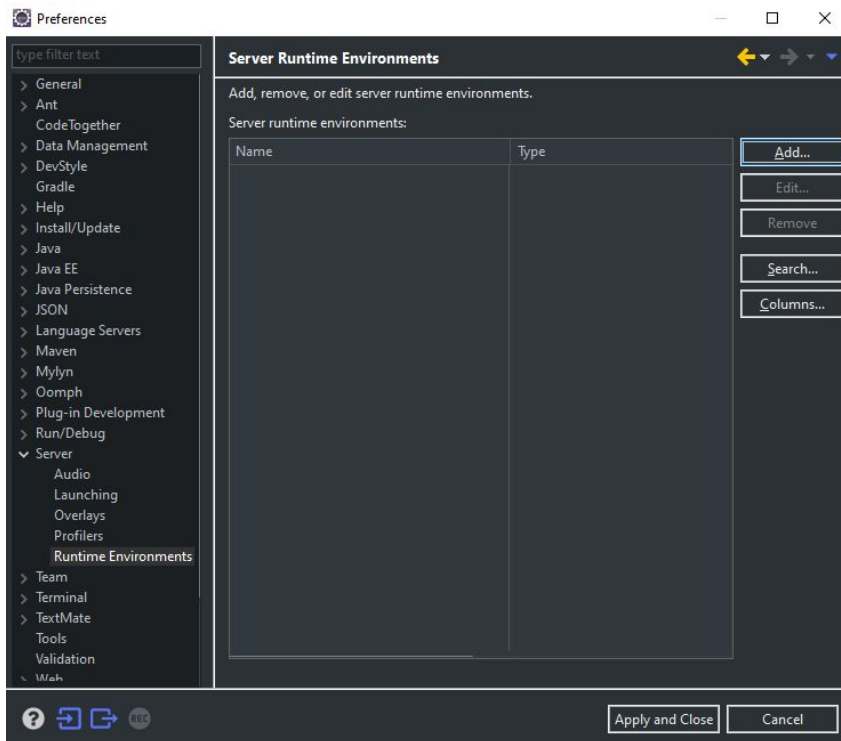 Preferences
type filter text
General
Ant
CodeTogether
Data Management
DevStyle
Gradle
Help
Install/Update
Java
Java EE
Java Persistence
JSON
Language Servers
Maven
Mylyn
Oomph
Plug-in Development
Run/Debug
Server
Audio
Launching
Overlays
Profilers
Runtime Environments
Team
Terminal
TextMate
Tools
Validation
Web
Server Runtime Environments
Add, remove, or edit server runtime environments.
Server runtime environments:
Name Type
Add...
Edit...
Remove
Search...
Columns...
REC
Apply and Close Cancel